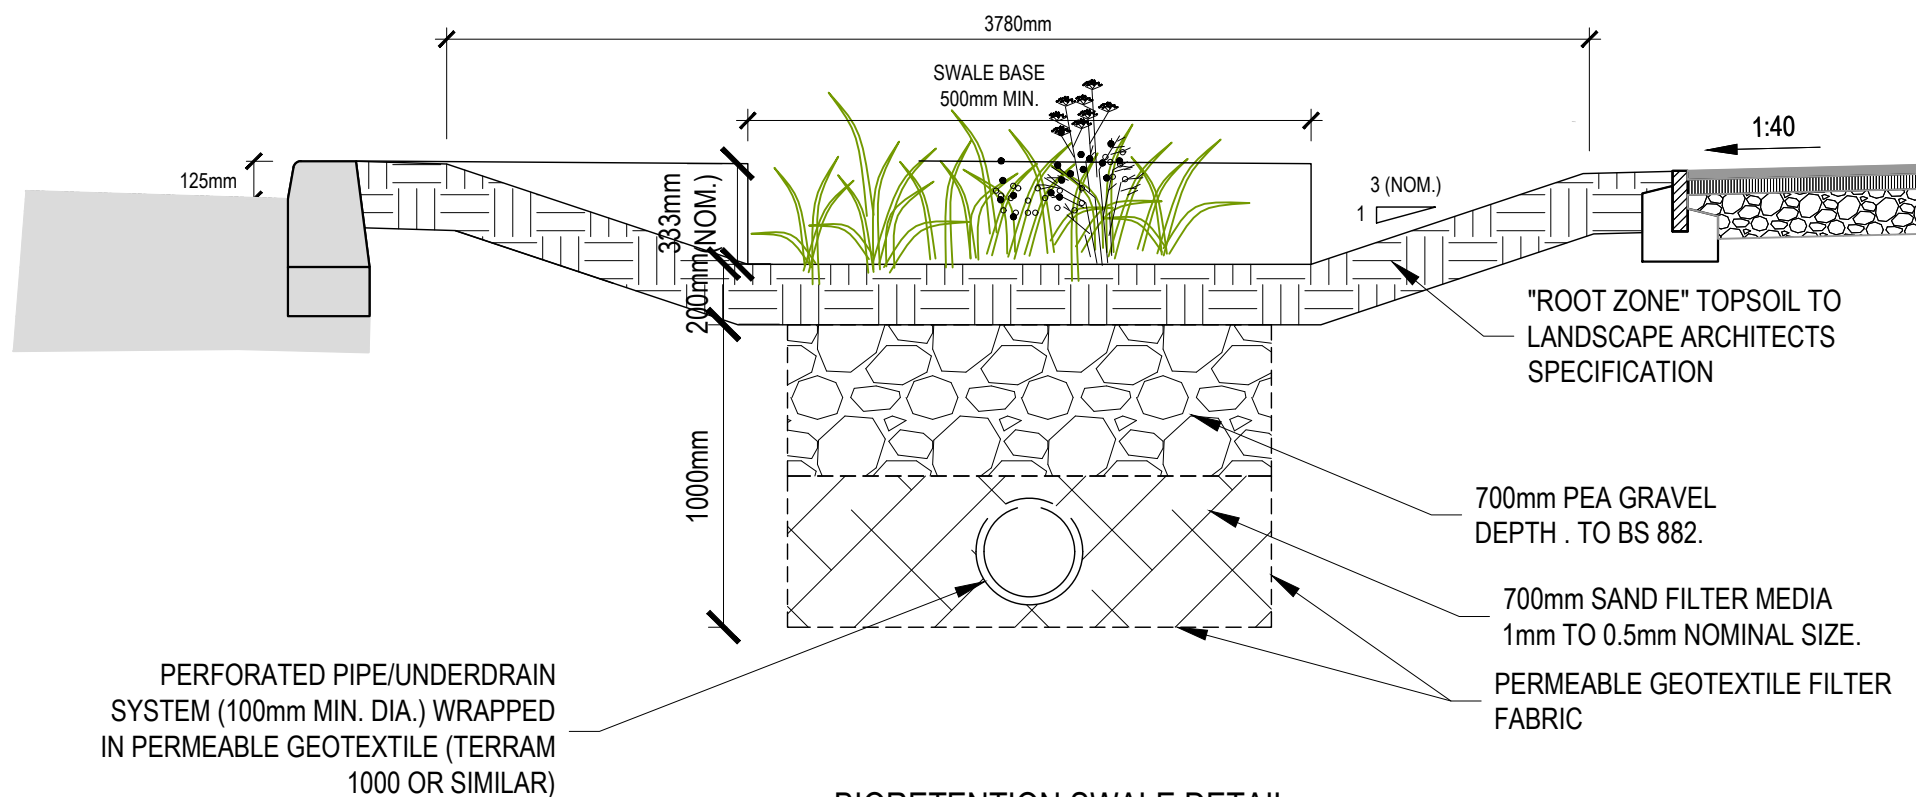 3780mm
SWALE BASE
500mm MIN.
1:40
125mm
3 (NOM.)
1
333mm
200mm(NOM.)
"ROOT ZONE" TOPSOIL TO
LANDSCAPE ARCHITECTS
SPECIFICATION
1000mm
700mm PEA GRAVEL
DEPTH . TO BS 882.
700mm SAND FILTER MEDIA
1mm TO 0.5mm NOMINAL SIZE.
PERMEABLE GEOTEXTILE FILTER
FABRIC
PERFORATED PIPE/UNDERDRAIN
SYSTEM (100mm MIN. DIA.) WRAPPED
IN PERMEABLE GEOTEXTILE (TERRAM
1000 OR SIMILAR)
BIORETENTION SWALE DETAIL